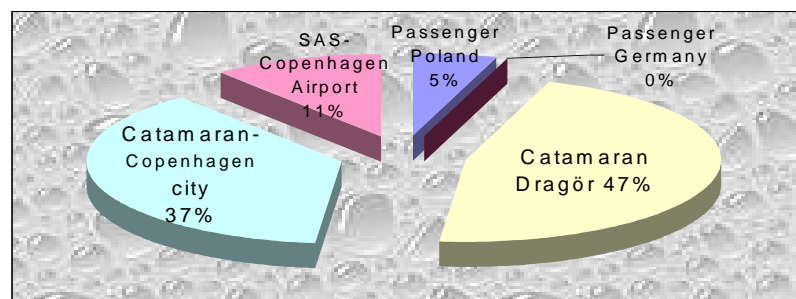 SAS-
Copenhagen
Airport
11%
Passenger
Poland
5%
Passenger
Germany
0%
Catamaran-
Copenhagen
city
37%
Catamaran
Dragör 47%